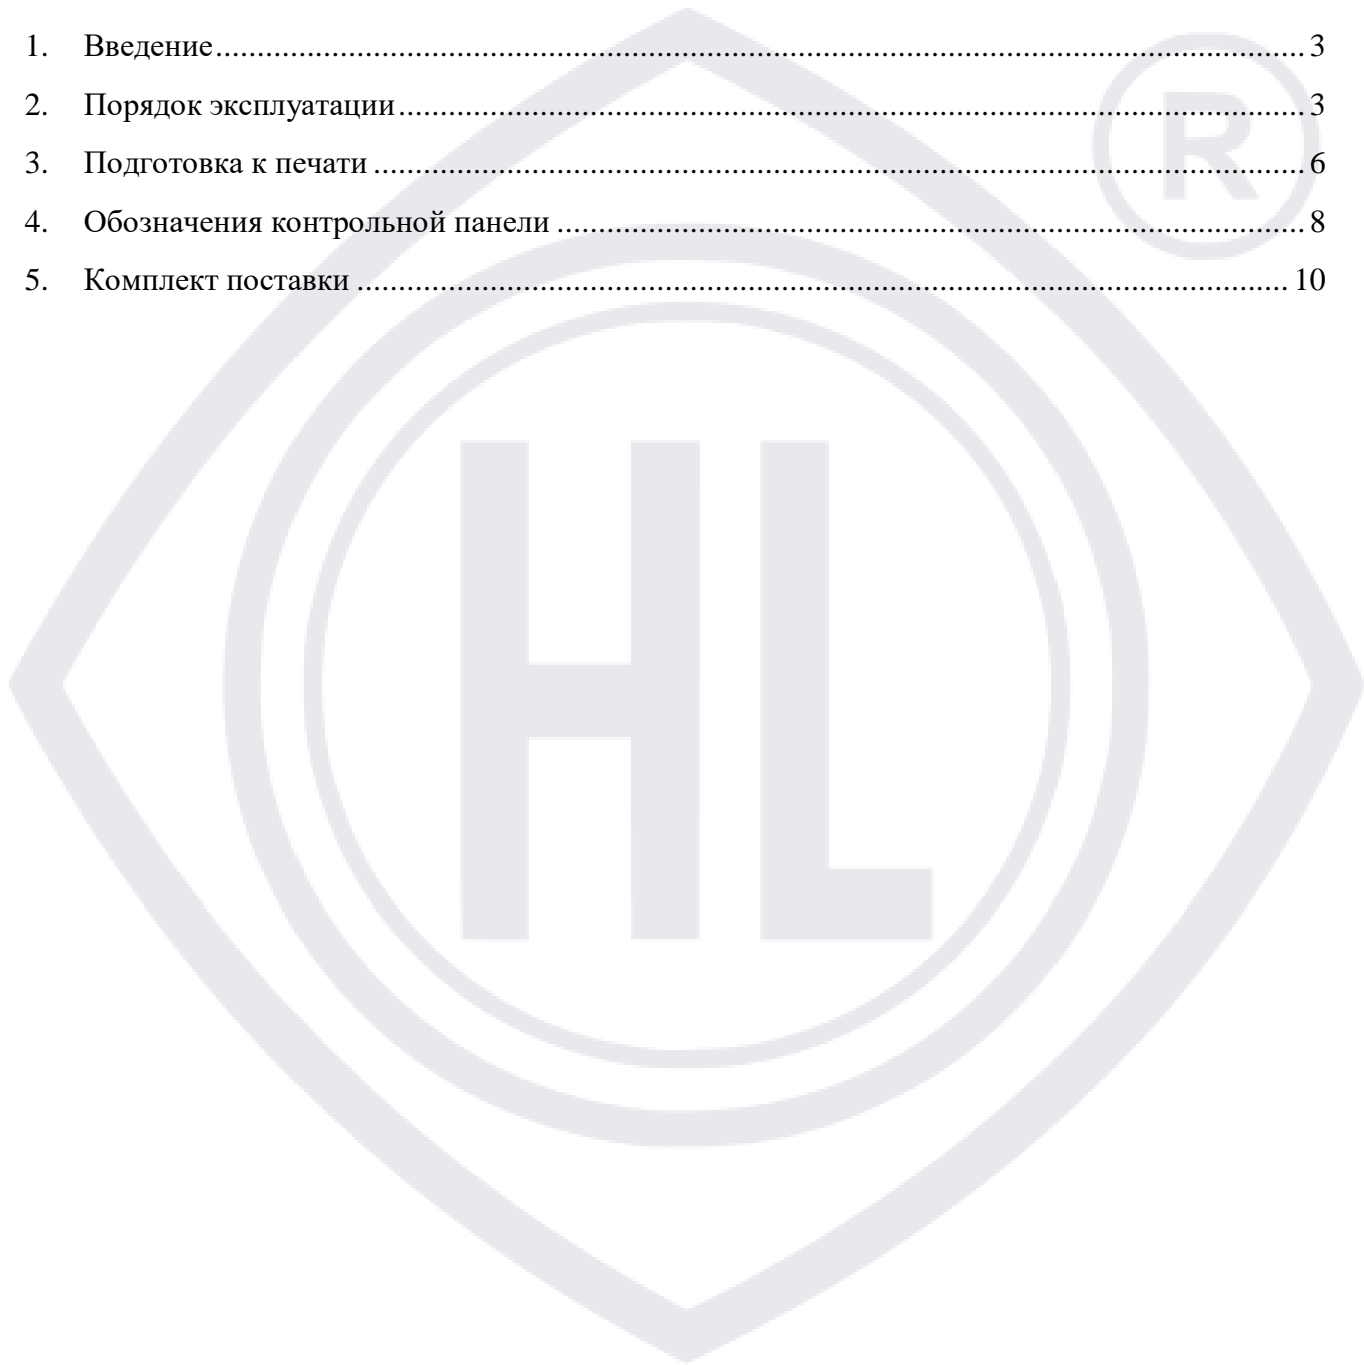 1. Введение........................................................................................................................................ 3
2. Порядок эксплуатации................................................................................................................. 3
3. Подготовка к печати .................................................................................................................... 6
4. Обозначения контрольной панели ............................................................................................. 8
5. Комплект поставки .................................................................................................................... 10
R
HL